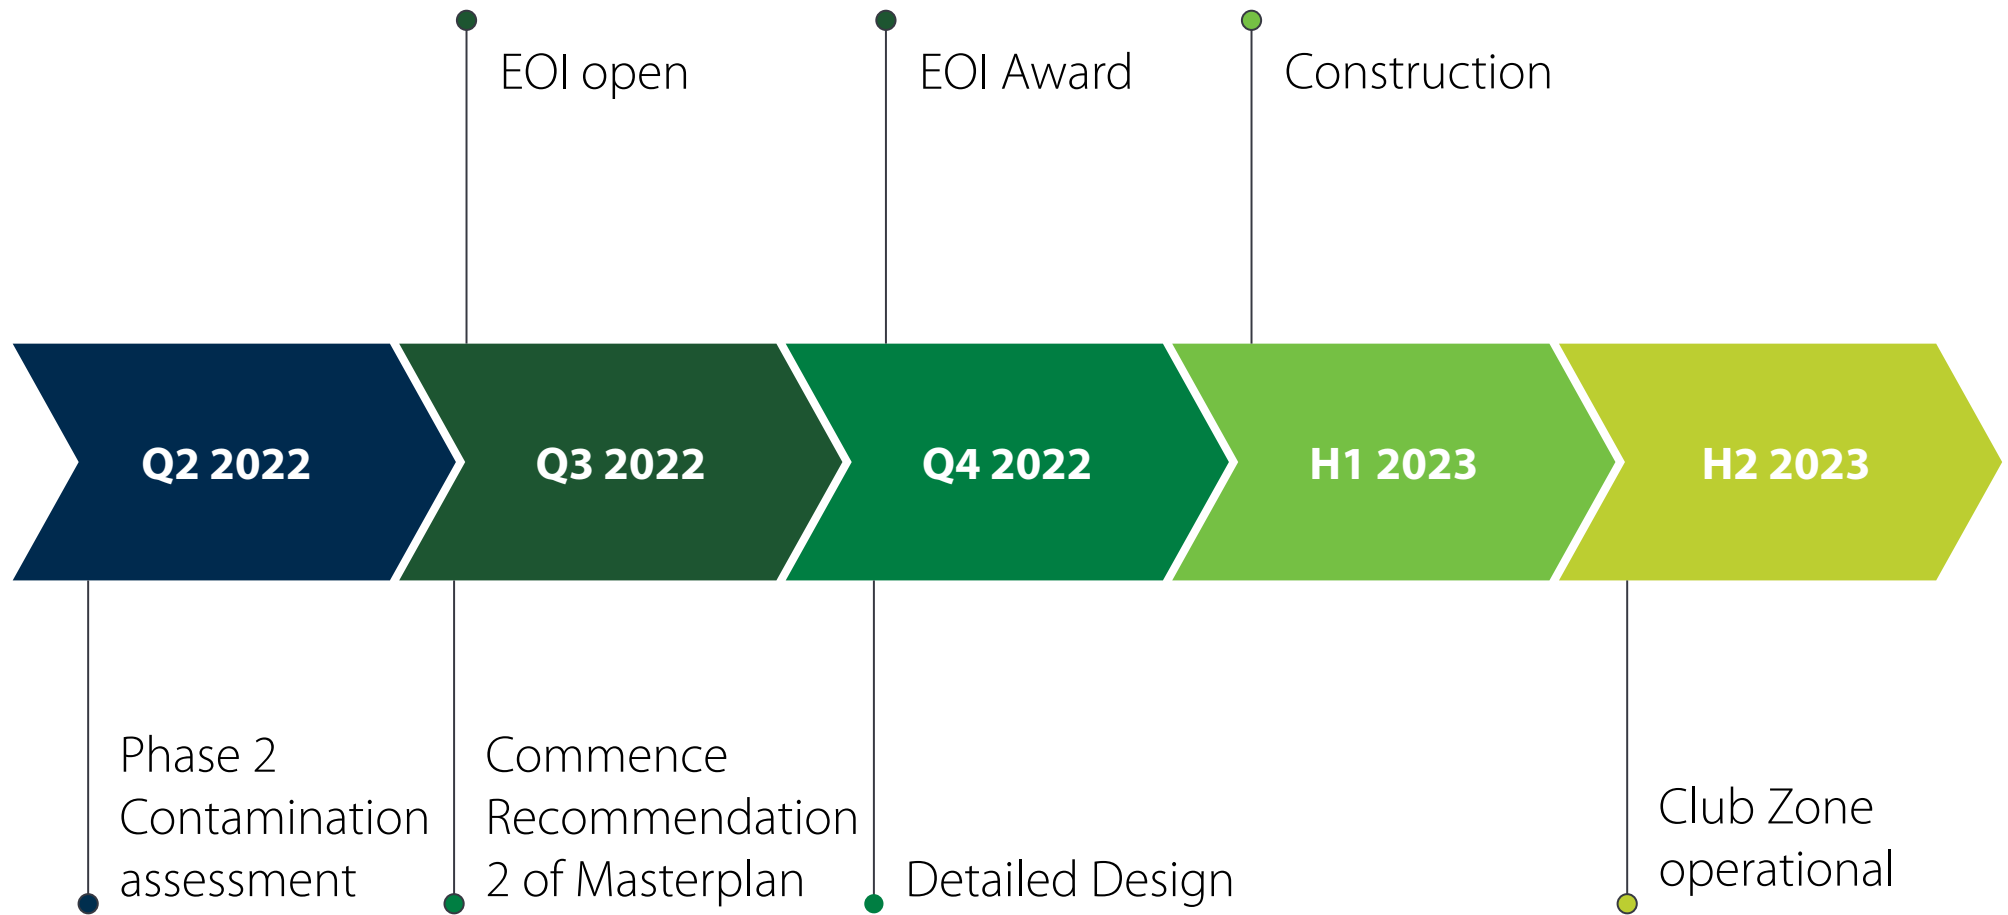 EOI open
EOI Award
Construction
Q2 2022
Q3 2022
Q4 2022
H1 2023
H2 2023
Phase 2
Contamination
assessment
Commence
Recommendation
2 of Masterplan
Detailed Design
Club Zone
operational